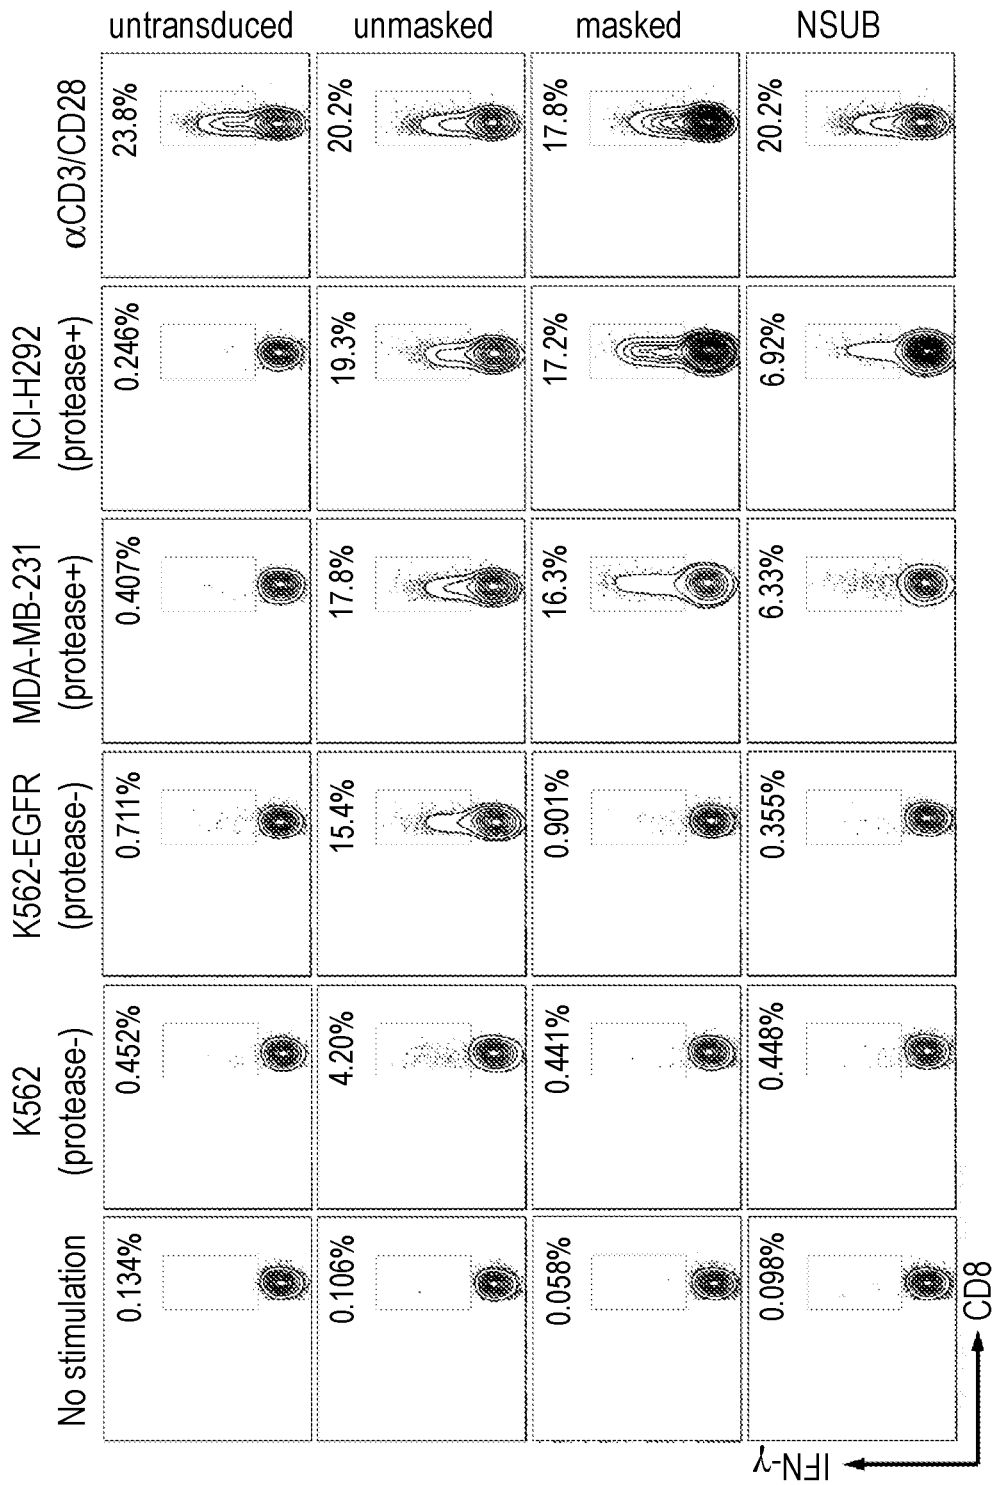 No stimulation
K562
(protease-)
K562-EGFR
(protease-)
MDA-MB-231
(protease+)
NCI-H292
(protease+)
αCD3/CD28
untransduced
0.134%
0.452%
0.711%
0.407%
0.246%
23.8%
unmasked
0.106%
4.20%
15.4%
17.8%
19.3%
20.2%
masked
0.058%
0.441%
0.901%
16.3%
17.2%
17.8%
NSUB
0.098%
0.448%
0.355%
6.33%
6.92%
20.2%
IFN-γ
CD8